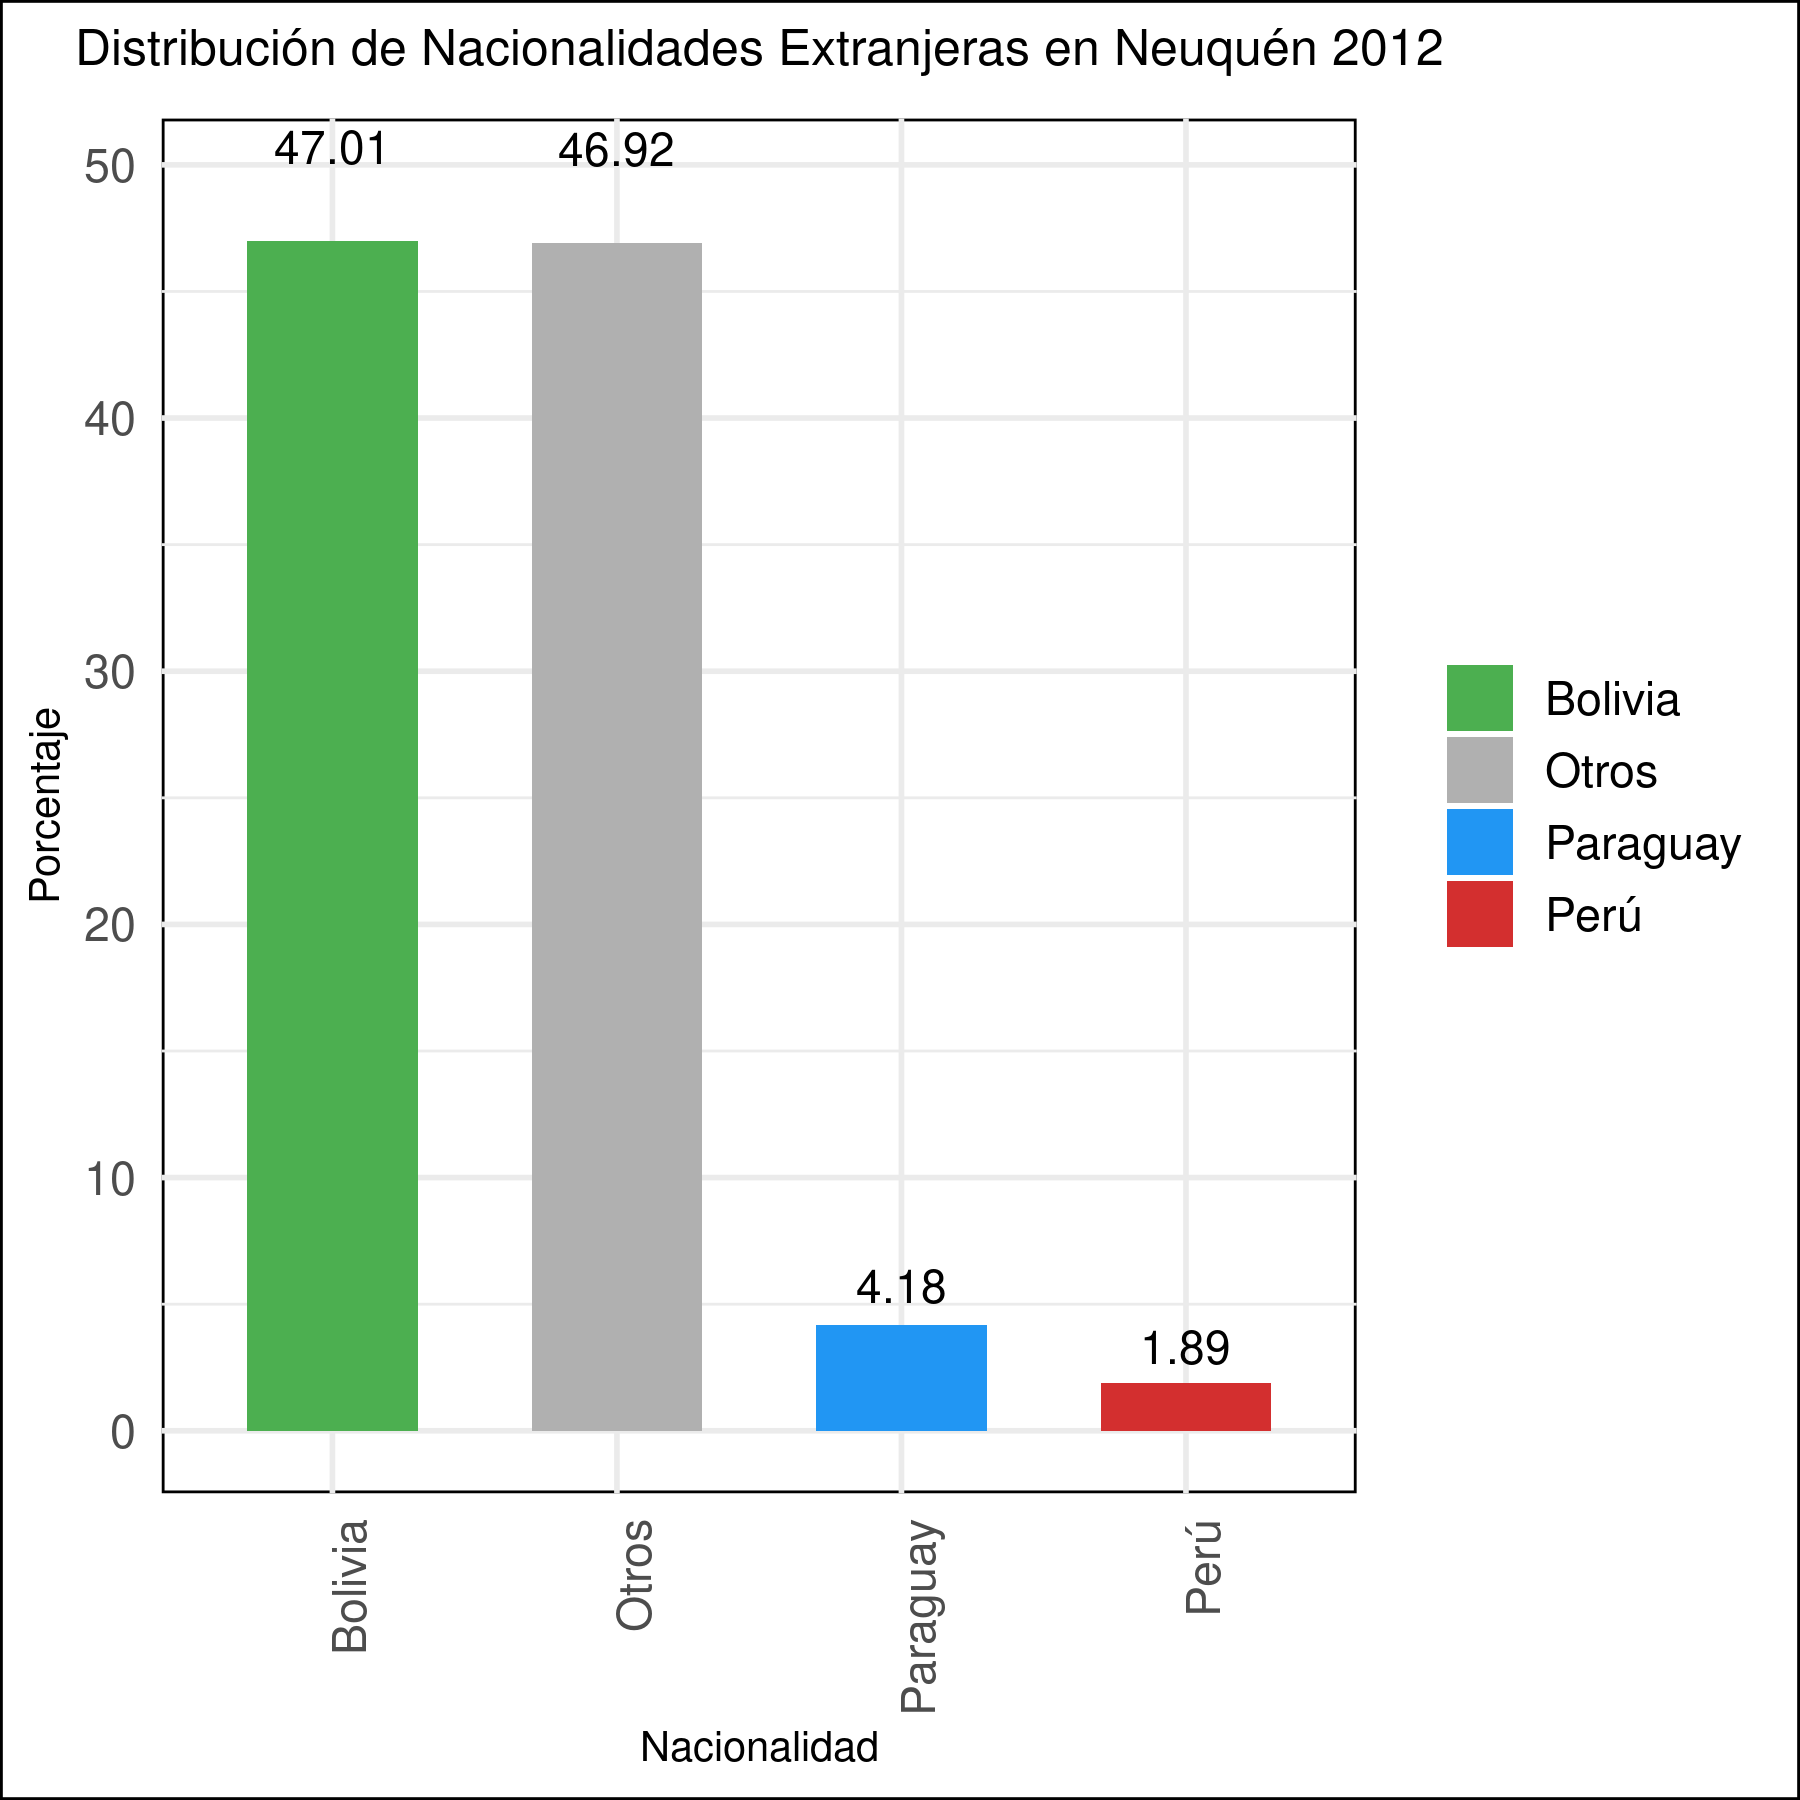 Distribución de Nacionalidades Extranjeras en Neuquén 2012
47.01
46.92
4.18
1.89
50
40
30
20
10
0
Porcentaje
Bolivia
Otros
Paraguay
Perú
Nacionalidad
Bolivia
Otros
Paraguay
Perú